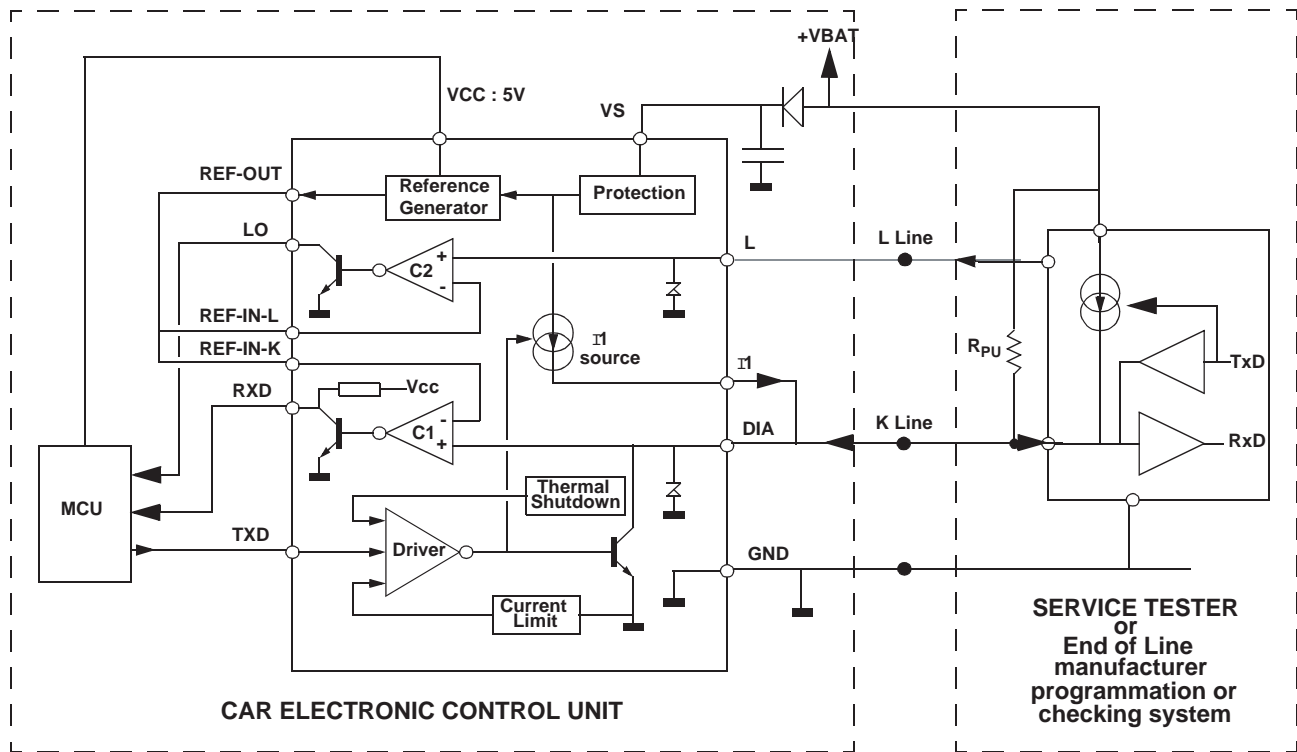 +VBAT
VCC : 5V
VS
REF-OUT
Reference
Generator
Protection
LO
L
L Line
C2
+
-
REF-IN-L
I1
source
REF-IN-K
RPU
I1
TxD
RXD
Vcc
-
C1
+
DIA
K Line
RxD
Thermal
Shutdown
MCU
TXD
Driver
GND
Current
Limit
SERVICE TESTER
or
End of Line
manufacturer
programmation or
checking system
CAR ELECTRONIC CONTROL UNIT